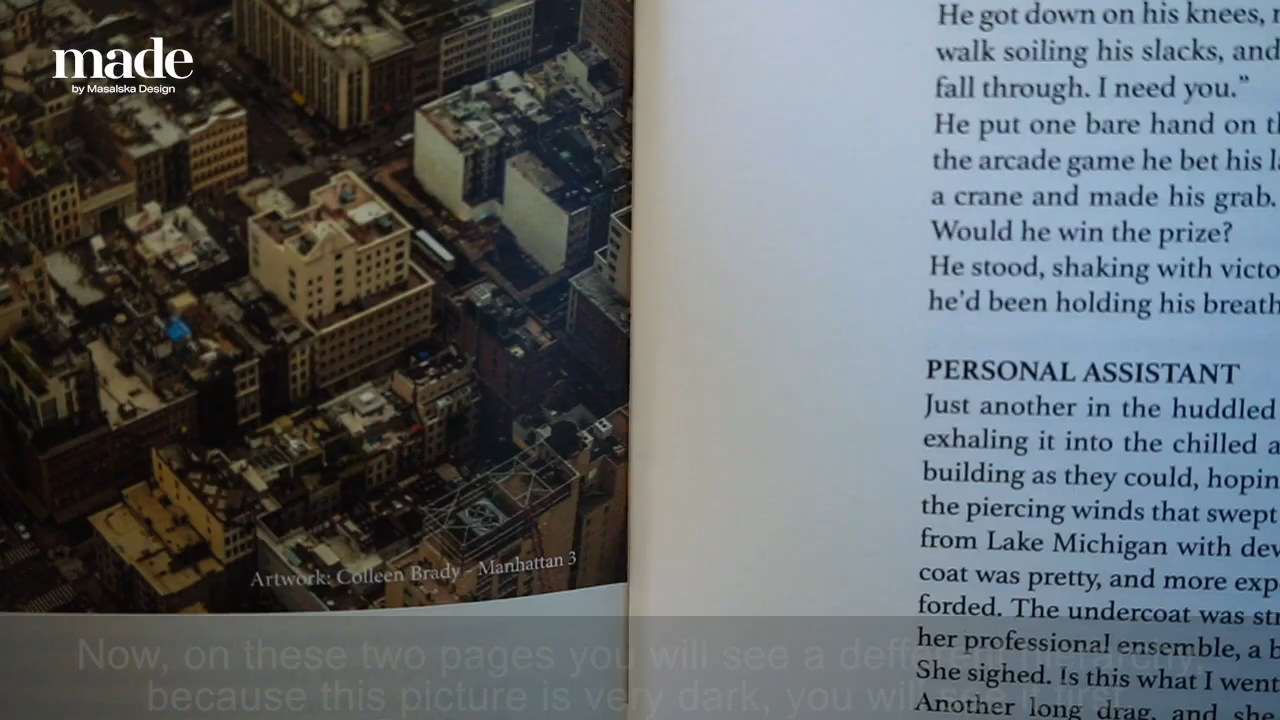 made
by Masalska Design
Artwork: Colleen Brady - Manhattan 3
He got down on his knees,
walk soiling his slacks, and
fall through. I need you.”
He put one bare hand on
the arcade game he bet his
a crane and made his grab.
Would he win the prize?
He stood, shaking with
he’d been holding his breath
PERSONAL ASSISTANT
Just another in the huddled
exhaling it into the chilled
building as they could,
the piercing winds that swept
from Lake Michigan with
coat was pretty, and more
forded. The undercoat was
her professional ensemble, a
She sighed. Is this what I went
Another long drag, and she
Now, on these two pages you will see a
because this picture is very dark, you will see it first